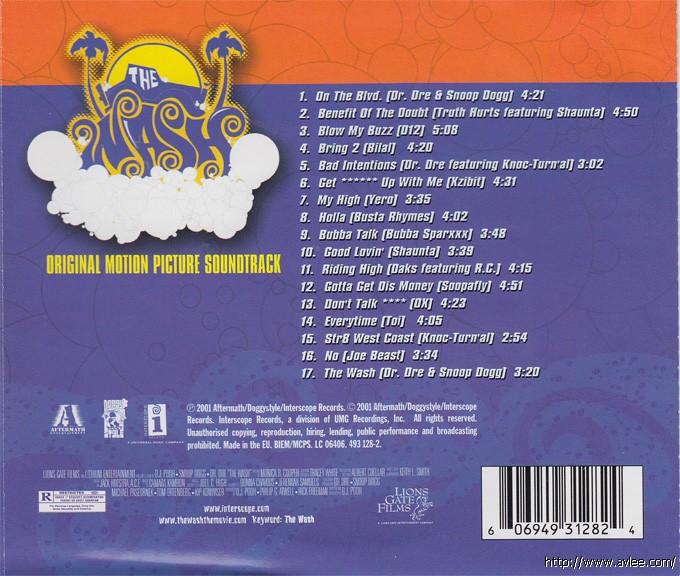 THE
WASH
ORIGINAL MOTION PICTURE SOUNDTRACK
1. On The Blvd. [Dr. Dre & Snoop Dogg] 4:21
2. Benefit Of The Doubt [Truth Hurts featuring Shaunta] 4:50
3. Blow My Buzz [D12] 5:08
4. Bring 2 [Bilal] 4:20
5. Bad Intentions [Dr. Dre featuring Knoc-Turn'al] 3:02
6. Get ****** Up With Me [Xzibit] 4:31
7. My High [Yero] 3:35
8. Holla [Busta Rhymes] 4:02
9. Bubba Talk [Bubba Sparxxx] 3:48
10. Good Lovin' [Shaunta] 3:39
11. Riding High [Daks featuring R.C.] 4:15
12. Gotta Get Dis Money [Soopafly] 4:51
13. Don't Talk **** [OX] 4:23
14. Everytime [Toi] 4:05
15. Str8 West Coast [Knoc-Turn'al] 2:54
16. No [Joe Beast] 3:34
17. The Wash [Dr. Dre & Snoop Dogg] 3:20
AFTERMATH
ENTERTAINMENT
℗ 2001 Aftermath/Doggystyle/Interscope Records. © 2001 Aftermath/Doggystyle/Interscope
Records. Interscope Records, a division of UMG Recordings, Inc. All rights reserved.
Unauthorised copying, reproduction, hiring, lending, public performance and broadcasting
prohibited. Made in the EU. BIEM/MCPS. LC 06406. 493 128-2.
RESTRICTED
R
www.interscope.com
www.thewashthemovie.com Keyword: The Wash
LIONS
GATE
FILMS
6 06949 31282 4
http://www.avlee.com/